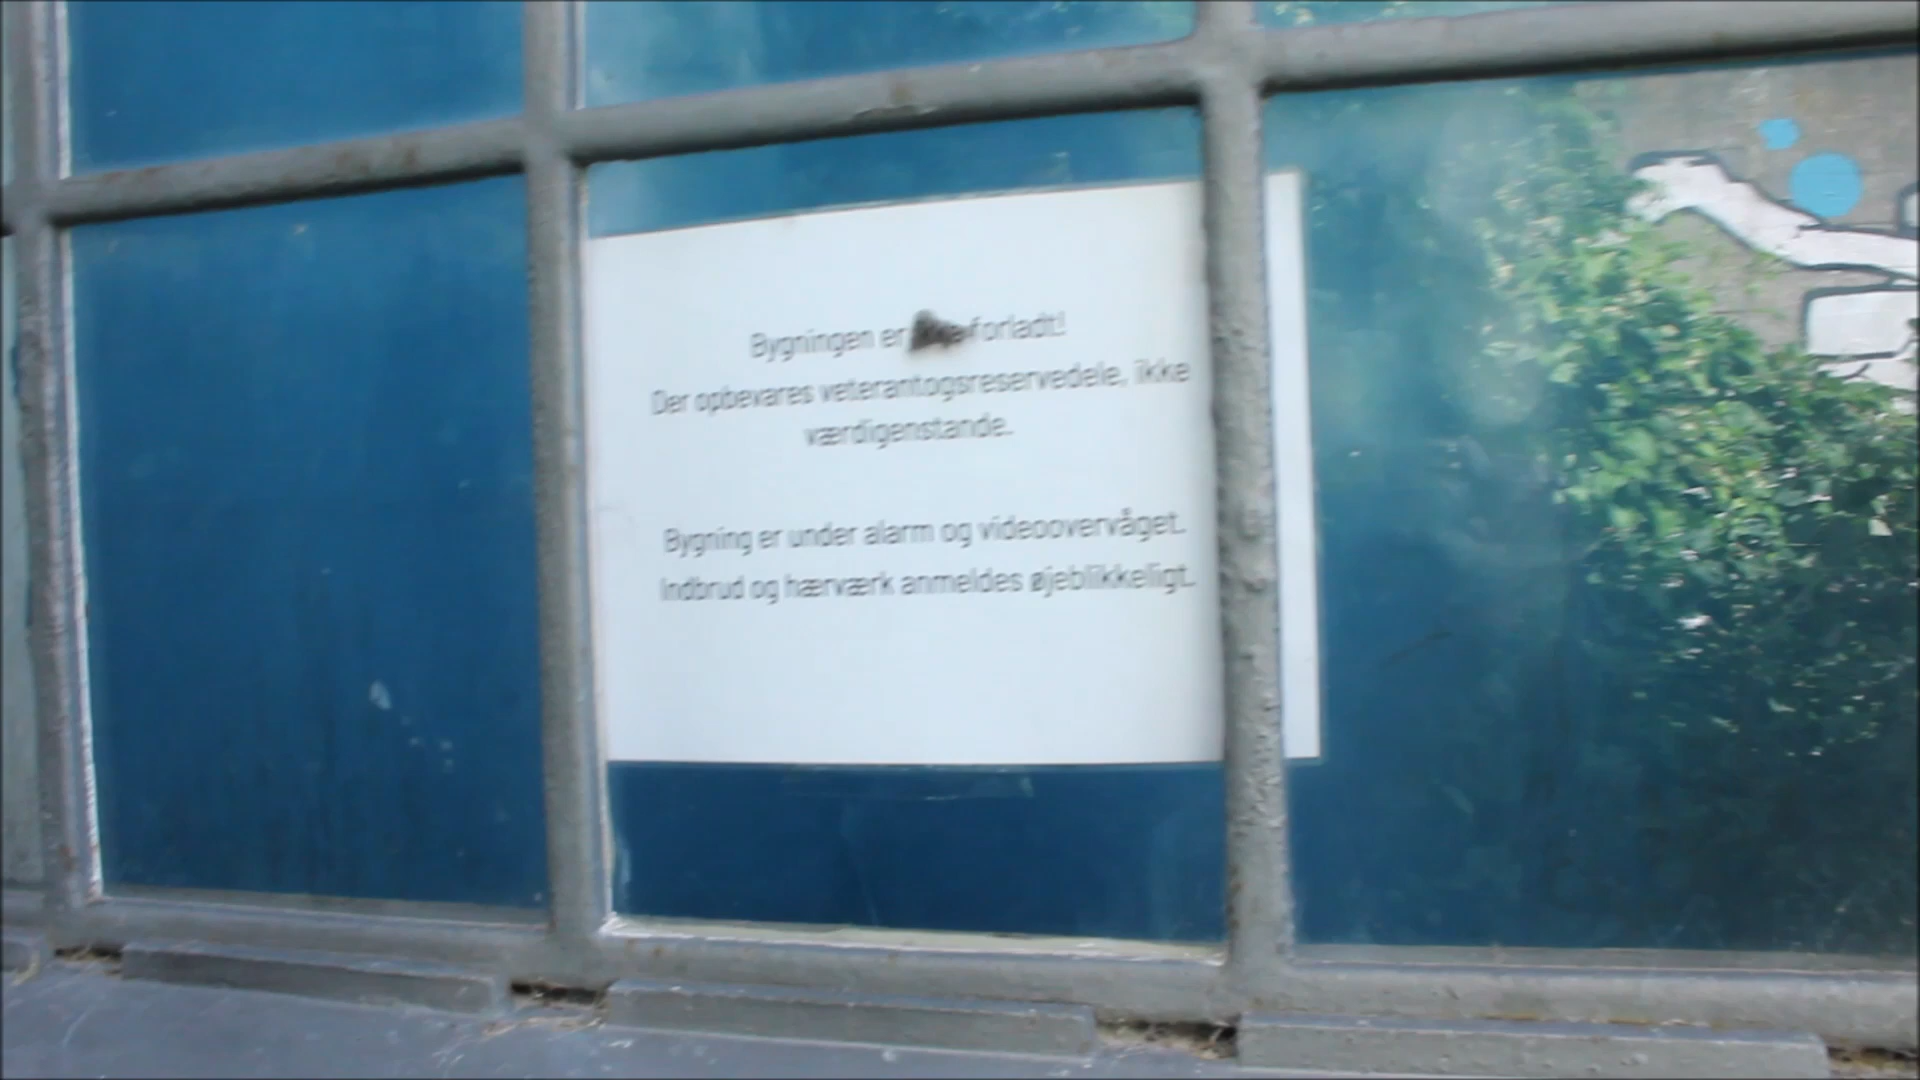 Bygningen er forladt!
Der opbevares veterantogsreservedele, ikke
værdigenstande.
Bygning er under alarm og videoovervåget.
Indbrud og hærværk anmeldes øjeblikkeligt.